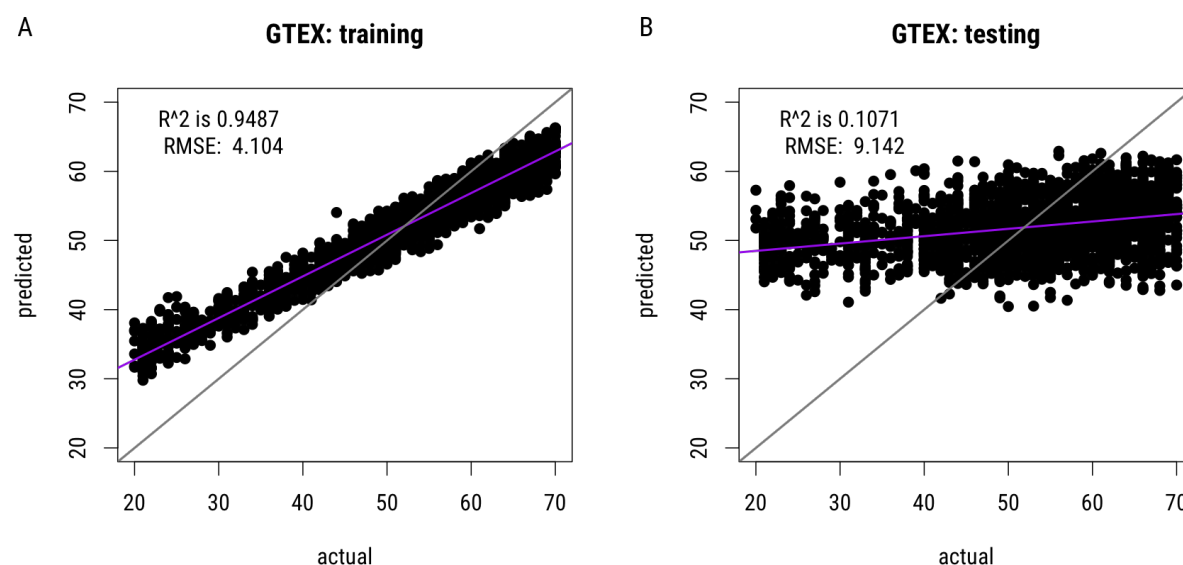 A
GTEX: training
R^2 is 0.9487
RMSE: 4.104
70
60
50
40
30
20
predicted
20 30 40 50 60 70
actual
B
GTEX: testing
R^2 is 0.1071
RMSE: 9.142
70
60
50
40
30
20
predicted
20 30 40 50 60 70
actual